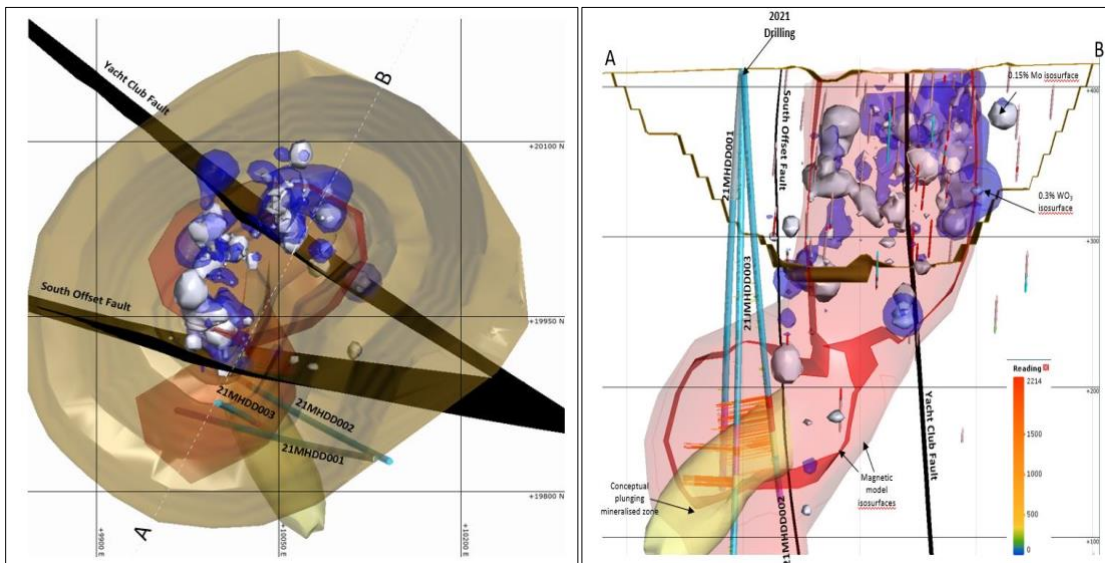 Yacht Club Fault
B
+20100 N
South Offset Fault
+19950 N
21MHDD003
21MHDD002
21MHDD001
+19800 N
A
+9900 E
+10050 E
+10200 E
2021
Drilling
A
B
0.15% Mo isosurface
+400
21MHDD001
South Offset Fault
0.3% WO₃
isosurface
+300
21JMHDD003
Reading
2214
+200
1500
Yacht Club Fault
1000
Magnetic
model
isosurfaces
Conceptual
plunging
mineralised zone
500
0
21MHDD002
+100